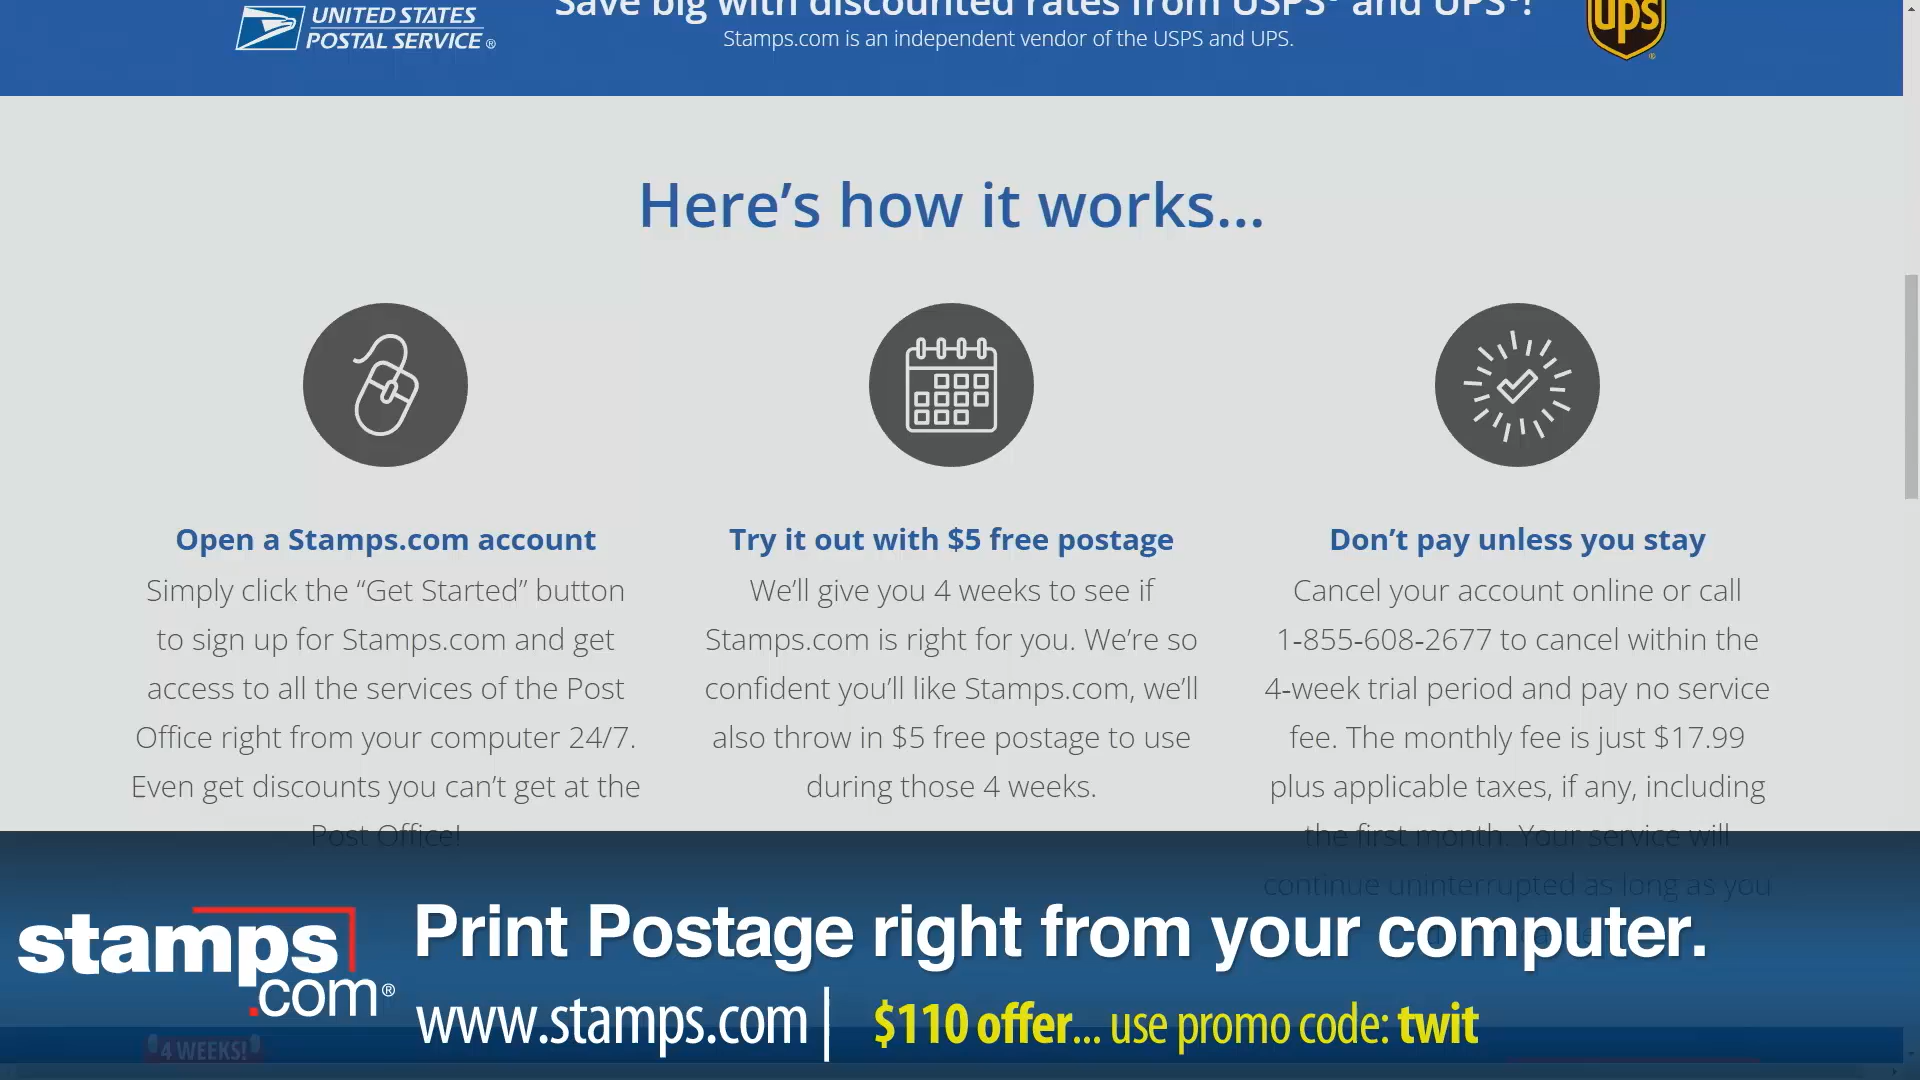 UNITED STATES
POSTAL SERVICE®
Save big with discounted rates from USPS® and UPS®!
Stamps.com is an independent vendor of the USPS and UPS.
ups
Here’s how it works...
Open a Stamps.com account
Simply click the “Get Started” button
to sign up for Stamps.com and get
access to all the services of the Post
Office right from your computer 24/7.
Even get discounts you can’t get at the
Post Office!
Try it out with $5 free postage
We’ll give you 4 weeks to see if
Stamps.com is right for you. We’re so
confident you’ll like Stamps.com, we’ll
also throw in $5 free postage to use
during those 4 weeks.
Don’t pay unless you stay
Cancel your account online or call
1-855-608-2677 to cancel within the
4-week trial period and pay no service
fee. The monthly fee is just $17.99
plus applicable taxes, if any, including
the first month. Your service will
continue uninterrupted as long as you
stamps
.com®
Print Postage right from your computer.
www.stamps.com
$110 offer... use promo code: twit
4 WEEKS!